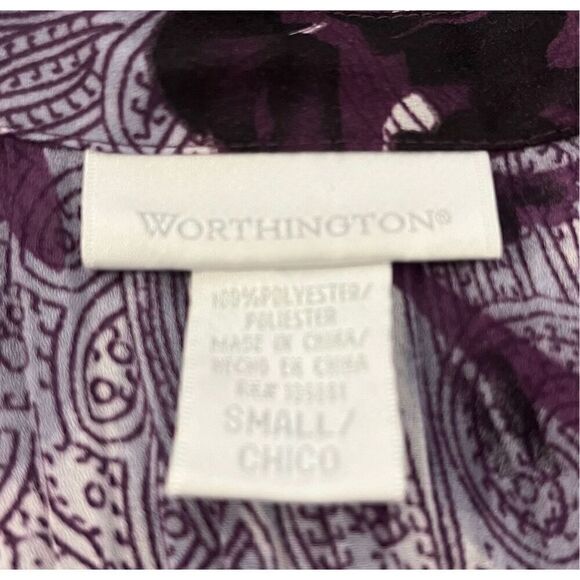 WORTHINGTON®
100% POLYESTER/
POLIESTER
MADE IN CHINA/
HECHO EN CHINA
SMALL/
CHICO